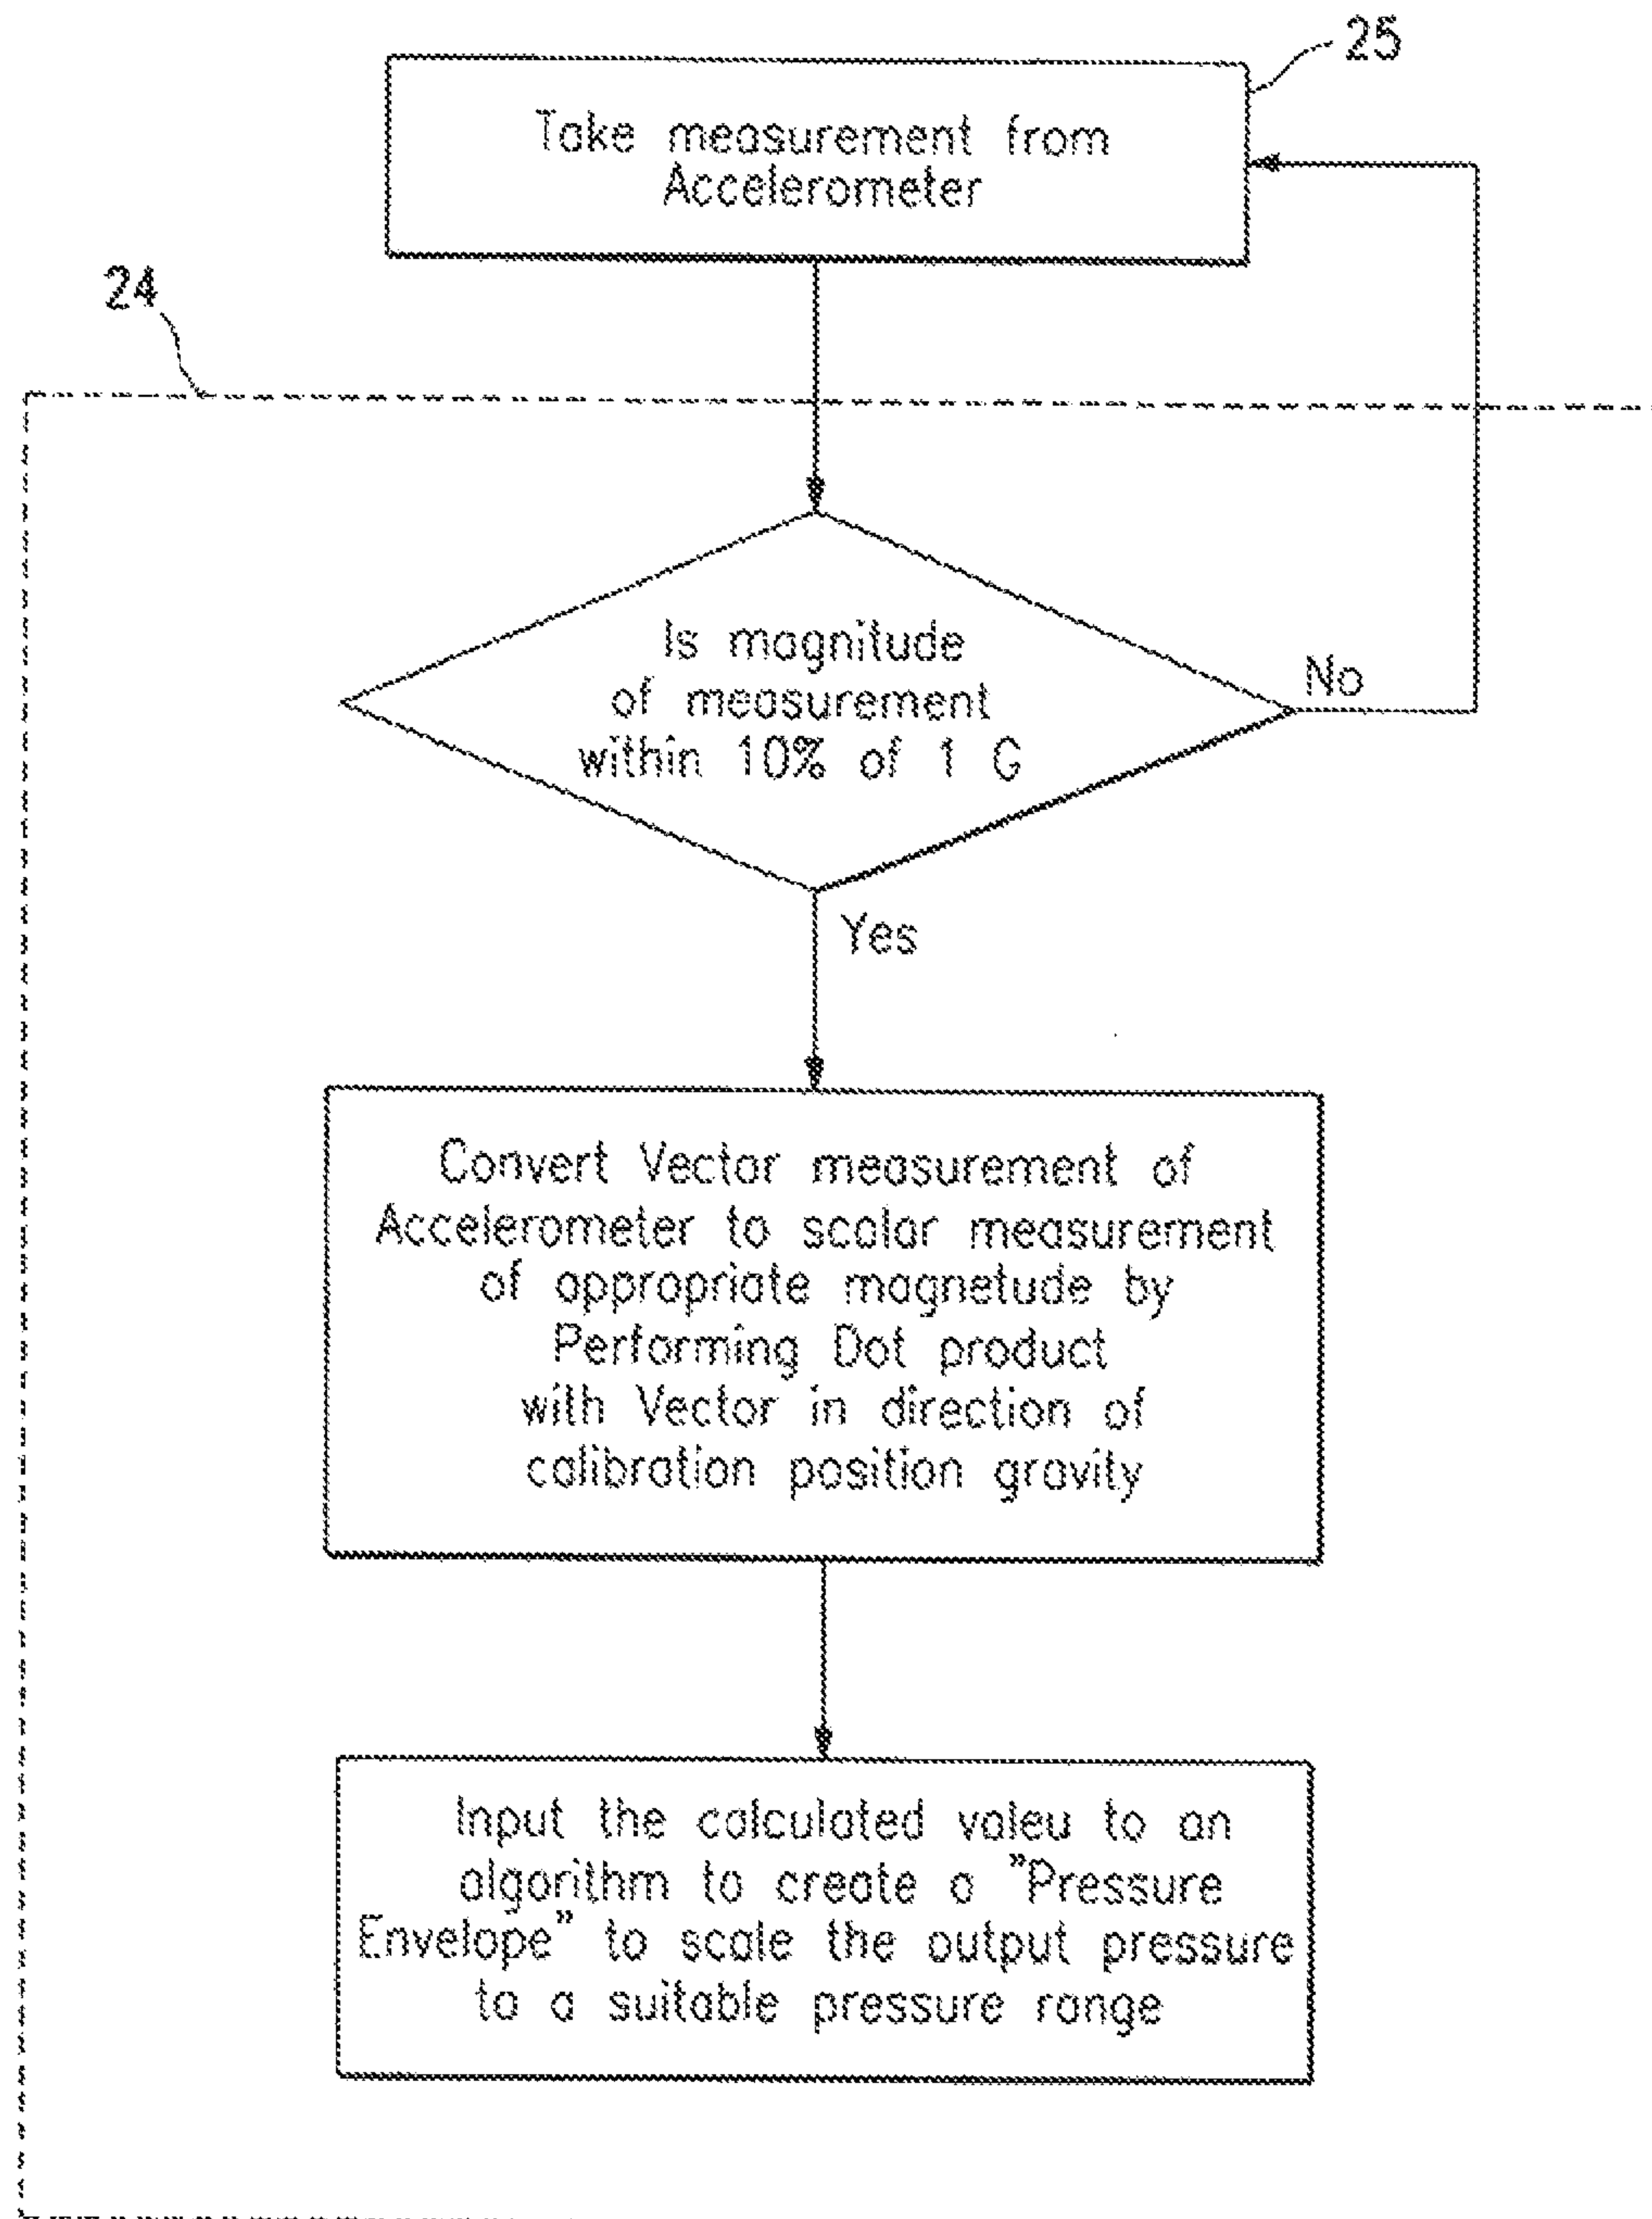 25
Take measurement from
Accelerometer
24
Is magnitude
of measurement
within 10% of 1 G
No
Yes
Convert Vector measurement of
Accelerometer to scalar measurement
of appropriate magnetude by
Performing Dot product
with Vector in direction of
calibration position gravity
Input the calculated valeu to an
algorithm to create a "Pressure
Envelope" to scale the output pressure
to a suitable pressure range